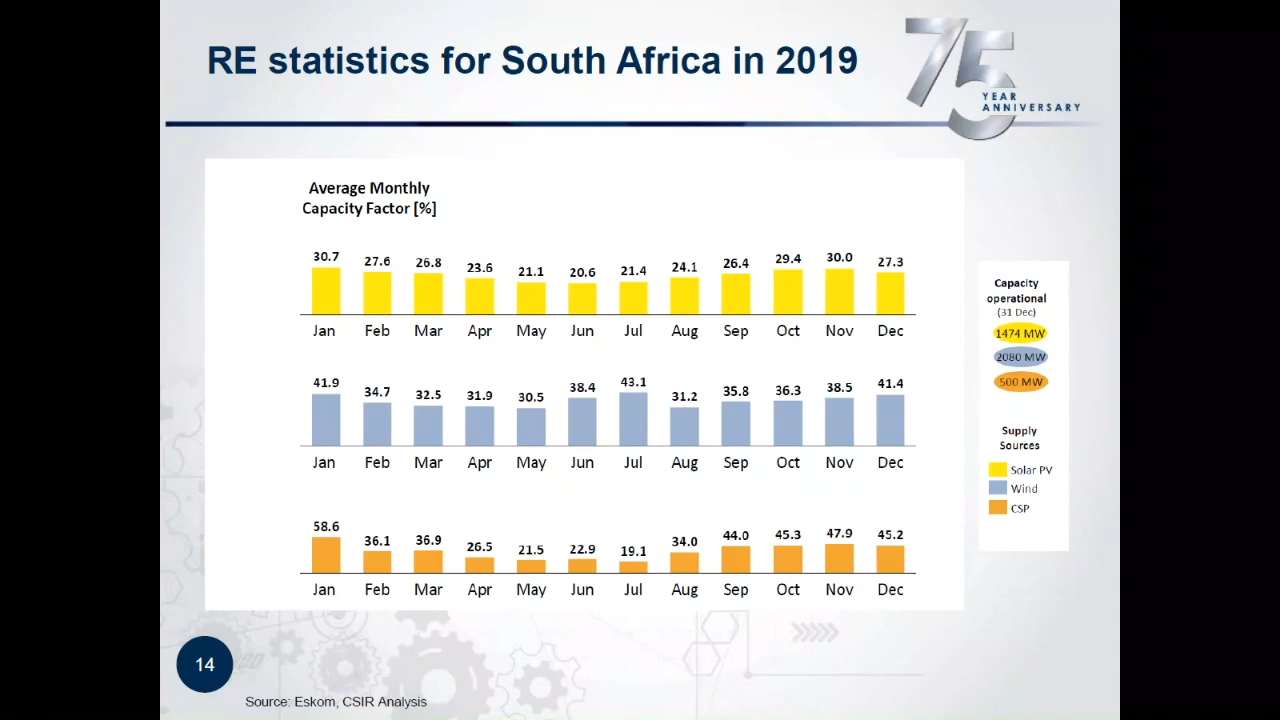 RE statistics for South Africa in 2019
75
YEAR
ANNIVERSARY
Average Monthly
Capacity Factor [%]
30.7 27.6 26.8 23.6 21.1 20.6 21.4 24.1 26.4 29.4 30.0 27.3
Jan Feb Mar Apr May Jun Jul Aug Sep Oct Nov Dec
41.9 34.7 32.5 31.9 30.5 38.4 43.1 31.2 35.8 36.3 38.5 41.4
Jan Feb Mar Apr May Jun Jul Aug Sep Oct Nov Dec
58.6 36.1 36.9 26.5 21.5 22.9 19.1 34.0 44.0 45.3 47.9 45.2
Jan Feb Mar Apr May Jun Jul Aug Sep Oct Nov Dec
Capacity
operational
(31 Dec)
1474 MW
2080 MW
500 MW
Supply
Sources
Solar PV
Wind
CSP
14
Source: Eskom, CSIR Analysis